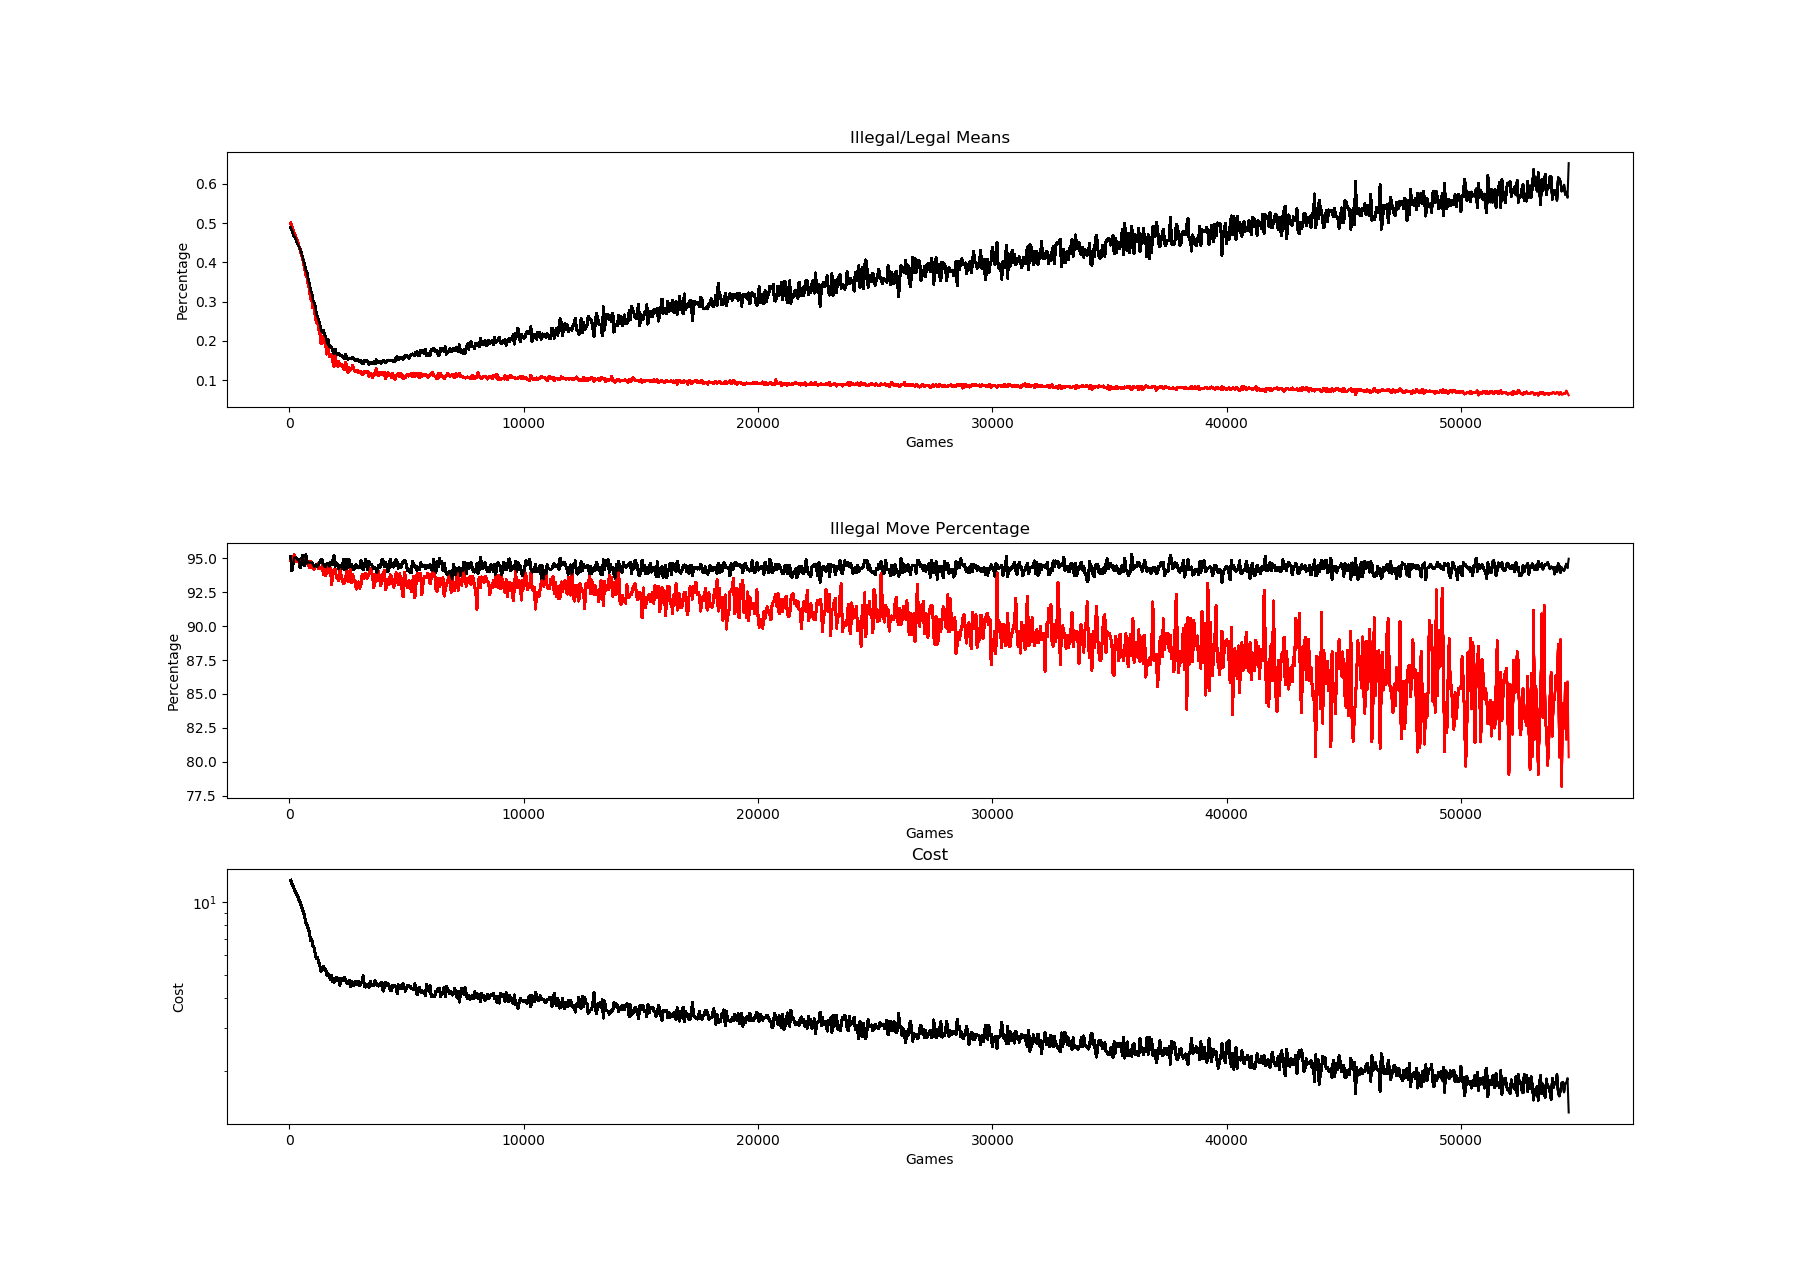 Illegal/Legal Means
0.6
0.5
0.4
0.3
0.2
0.1
Percentage
0 10000 20000 30000 40000 50000
Games
Illegal Move Percentage
95.0
92.5
90.0
87.5
85.0
82.5
80.0
77.5
Percentage
0 10000 20000 30000 40000 50000
Games
Cost
10¹
Cost
0 10000 20000 30000 40000 50000
Games